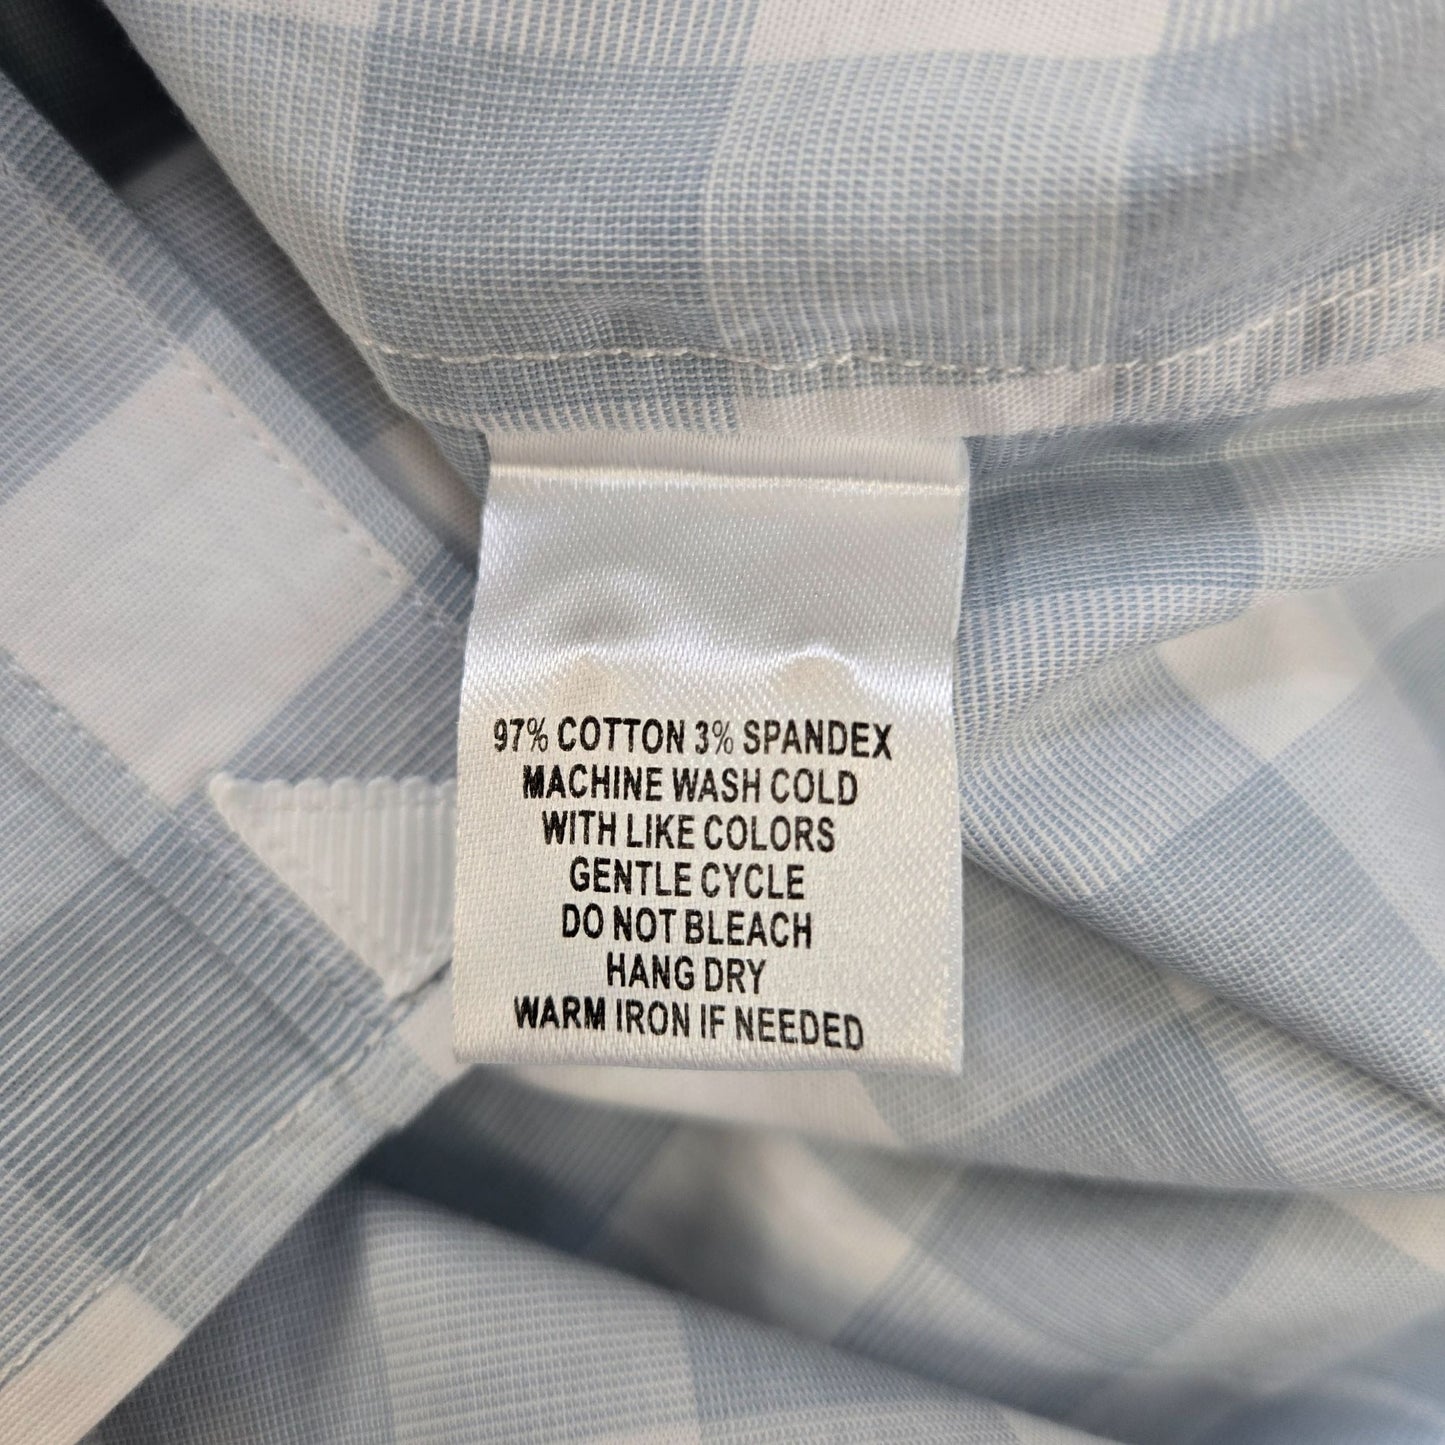 97% COTTON 3% SPANDEX
MACHINE WASH COLD
WITH LIKE COLORS
GENTLE CYCLE
DO NOT BLEACH
HANG DRY
WARM IRON IF NEEDED